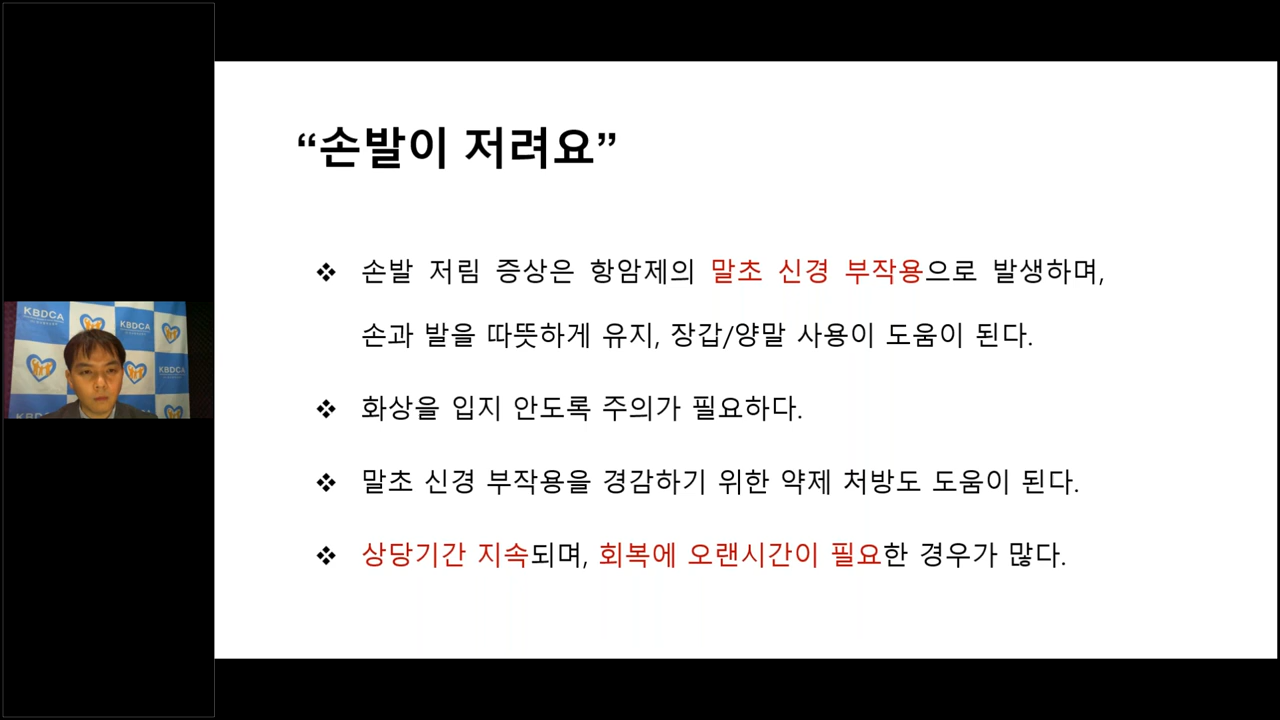 “손발이 저려요”
❖ 손발 저림 증상은 항암제의 말초 신경 부작용으로 발생하며,
손과 발을 따뜻하게 유지, 장갑/양말 사용이 도움이 된다.
❖ 화상을 입지 안도록 주의가 필요하다.
❖ 말초 신경 부작용을 경감하기 위한 약제 처방도 도움이 된다.
❖ 상당기간 지속되며, 회복에 오랜시간이 필요한 경우가 많다.
KBDCA
KBDCA
KBDCA